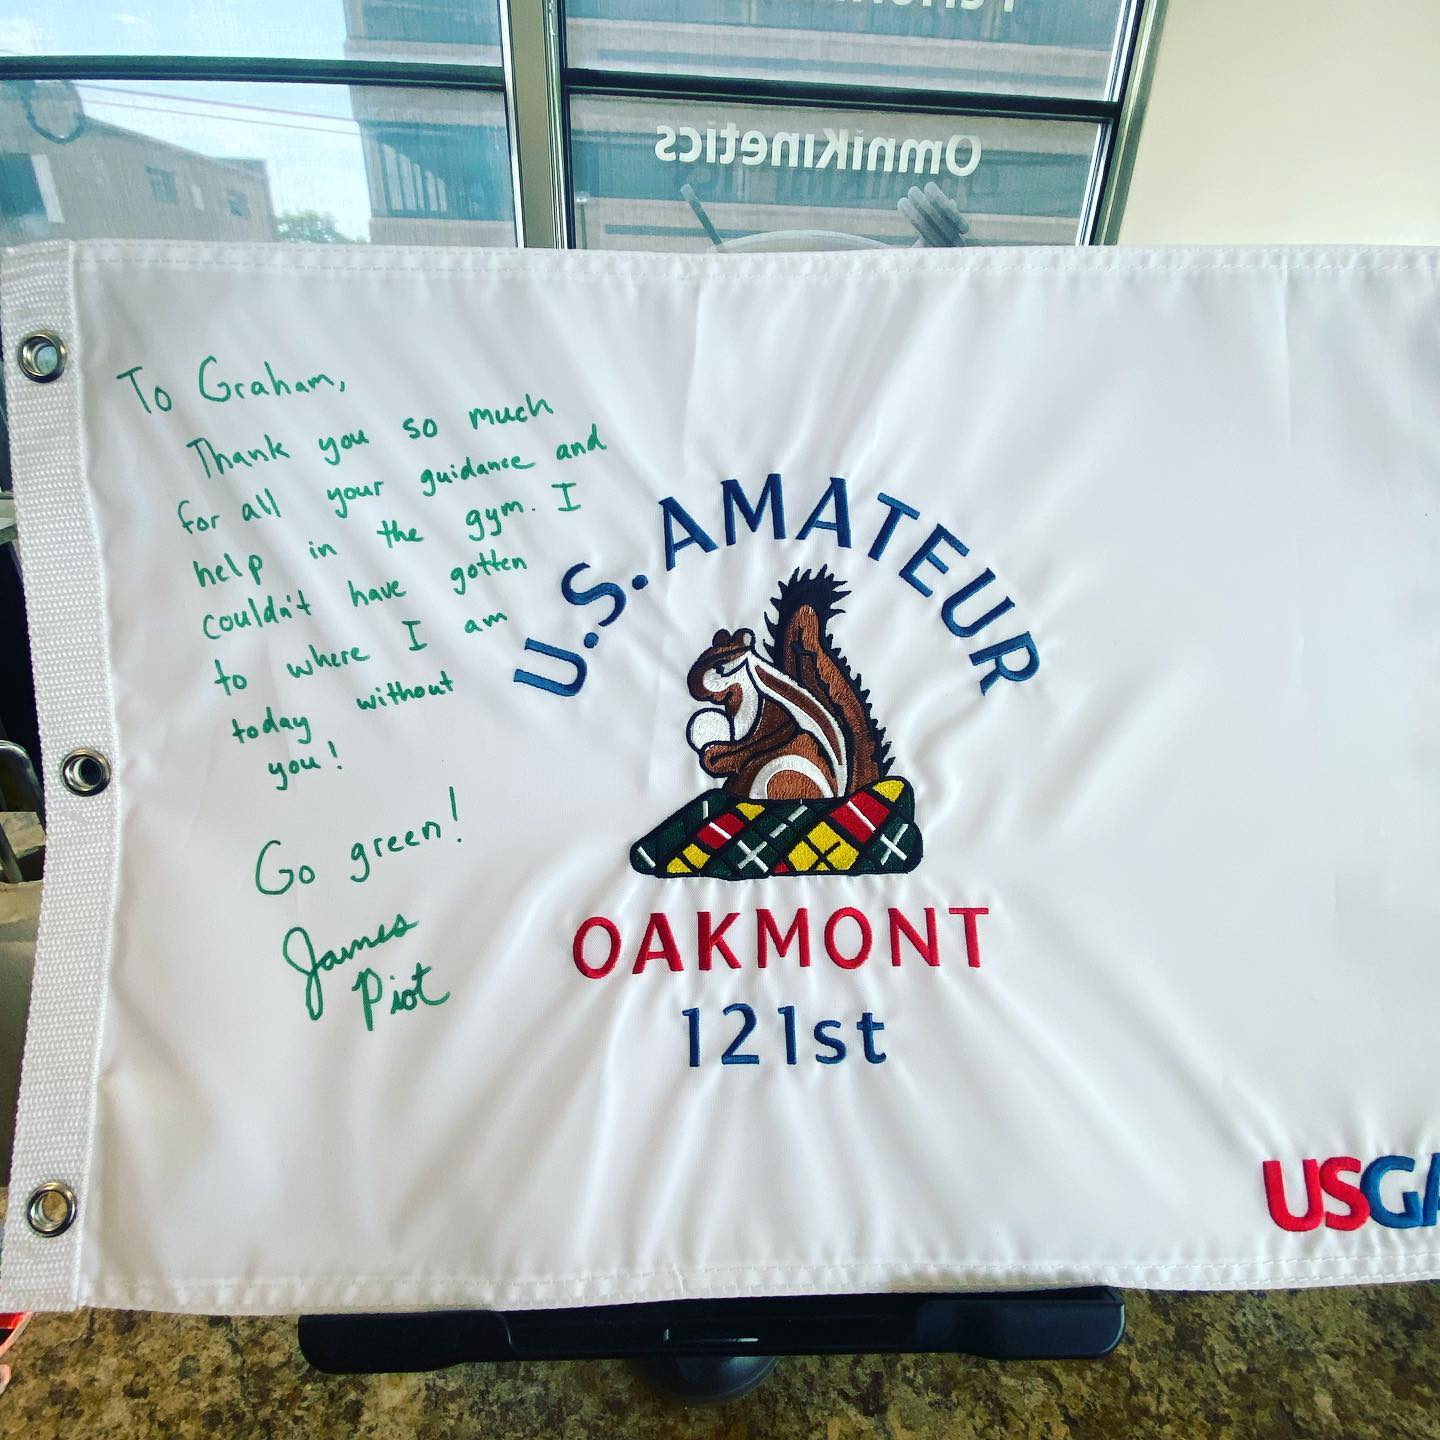 OmniKinetics
To Graham,
Thank you so much
for all your guidance and
help in the gym. I
couldn't have gotten
to where I am
today without
you!
Go green!
James
Piot
U.S. AMATEUR
OAKMONT
121st
USGA